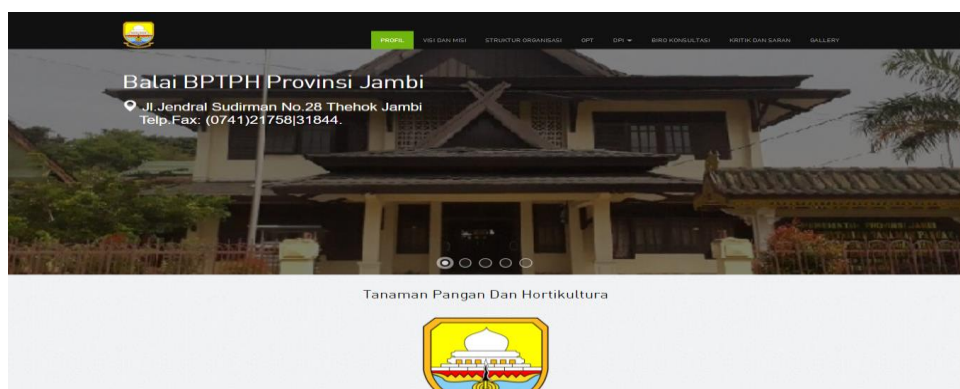 PROFIL VISI DAN MISI STRUKTUR ORGANISASI OPT DPI BIRO KONSULTASI KRITIK DAN SARAN GALLERY
Balai BPTPH Provinsi Jambi
Jl.Jendral Sudirman No.28 Thehok Jambi
Telp.Fax: (0741)21758|31844.
Tanaman Pangan Dan Hortikultura